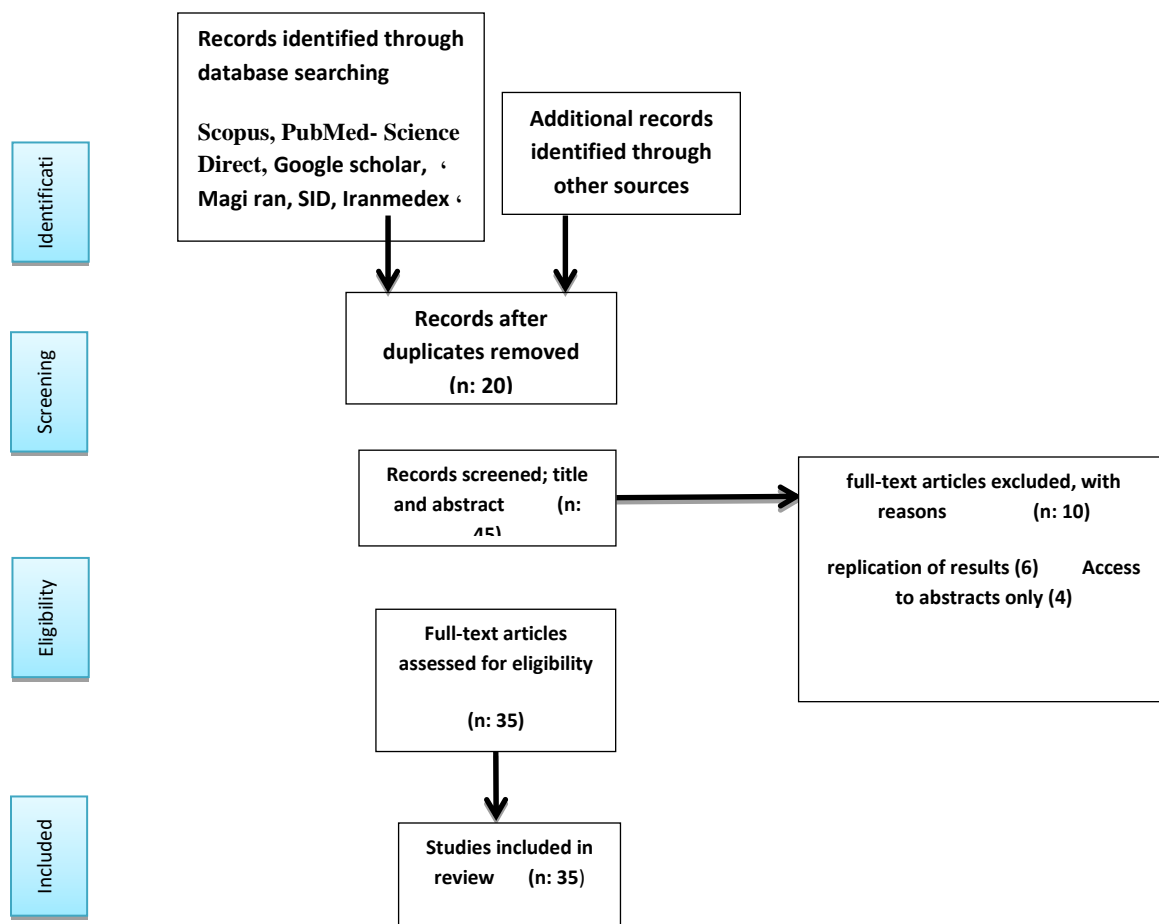 Records identified through
database searching
Scopus, PubMed- Science
Direct, Google scholar, ،
Magi ran, SID, Iranmedex ،
Additional records
identified through
other sources
Identificati
Records after
duplicates removed
(n: 20)
Screening
Records screened; title
and abstract (n:
45)
full-text articles excluded, with
reasons (n: 10)
replication of results (6) Access
to abstracts only (4)
Eligibility
Full-text articles
assessed for eligibility
(n: 35)
Included
Studies included in
review (n: 35)